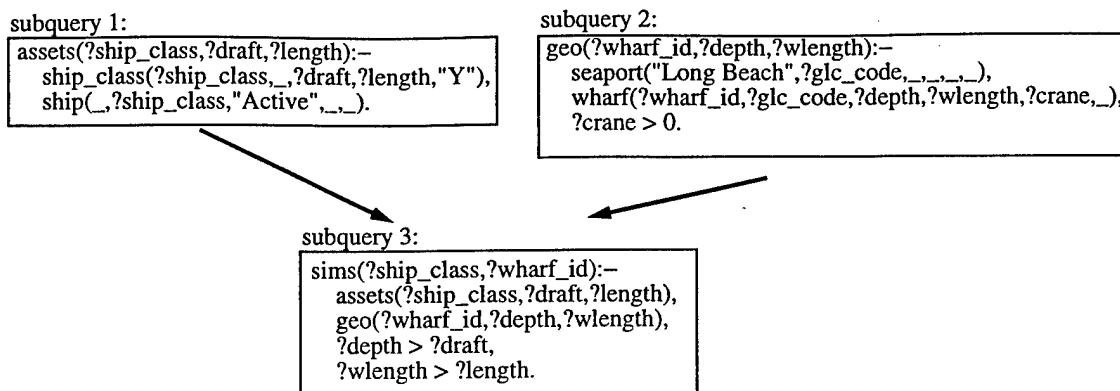 subquery 1:
assets(?ship_class,?draft,?length):–
ship_class(?ship_class,_,?draft,?length,"Y"),
ship(_,?ship_class,"Active",_,_).
subquery 2:
geo(?wharf_id,?depth,?wlength):–
seaport("Long Beach",?glc_code,_,_,_,_),
wharf(?wharf_id,?glc_code,?depth,?wlength,?crane,_),
?crane > 0.
subquery 3:
sims(?ship_class,?wharf_id):–
assets(?ship_class,?draft,?length),
geo(?wharf_id,?depth,?wlength),
?depth > ?draft,
?wlength > ?length.